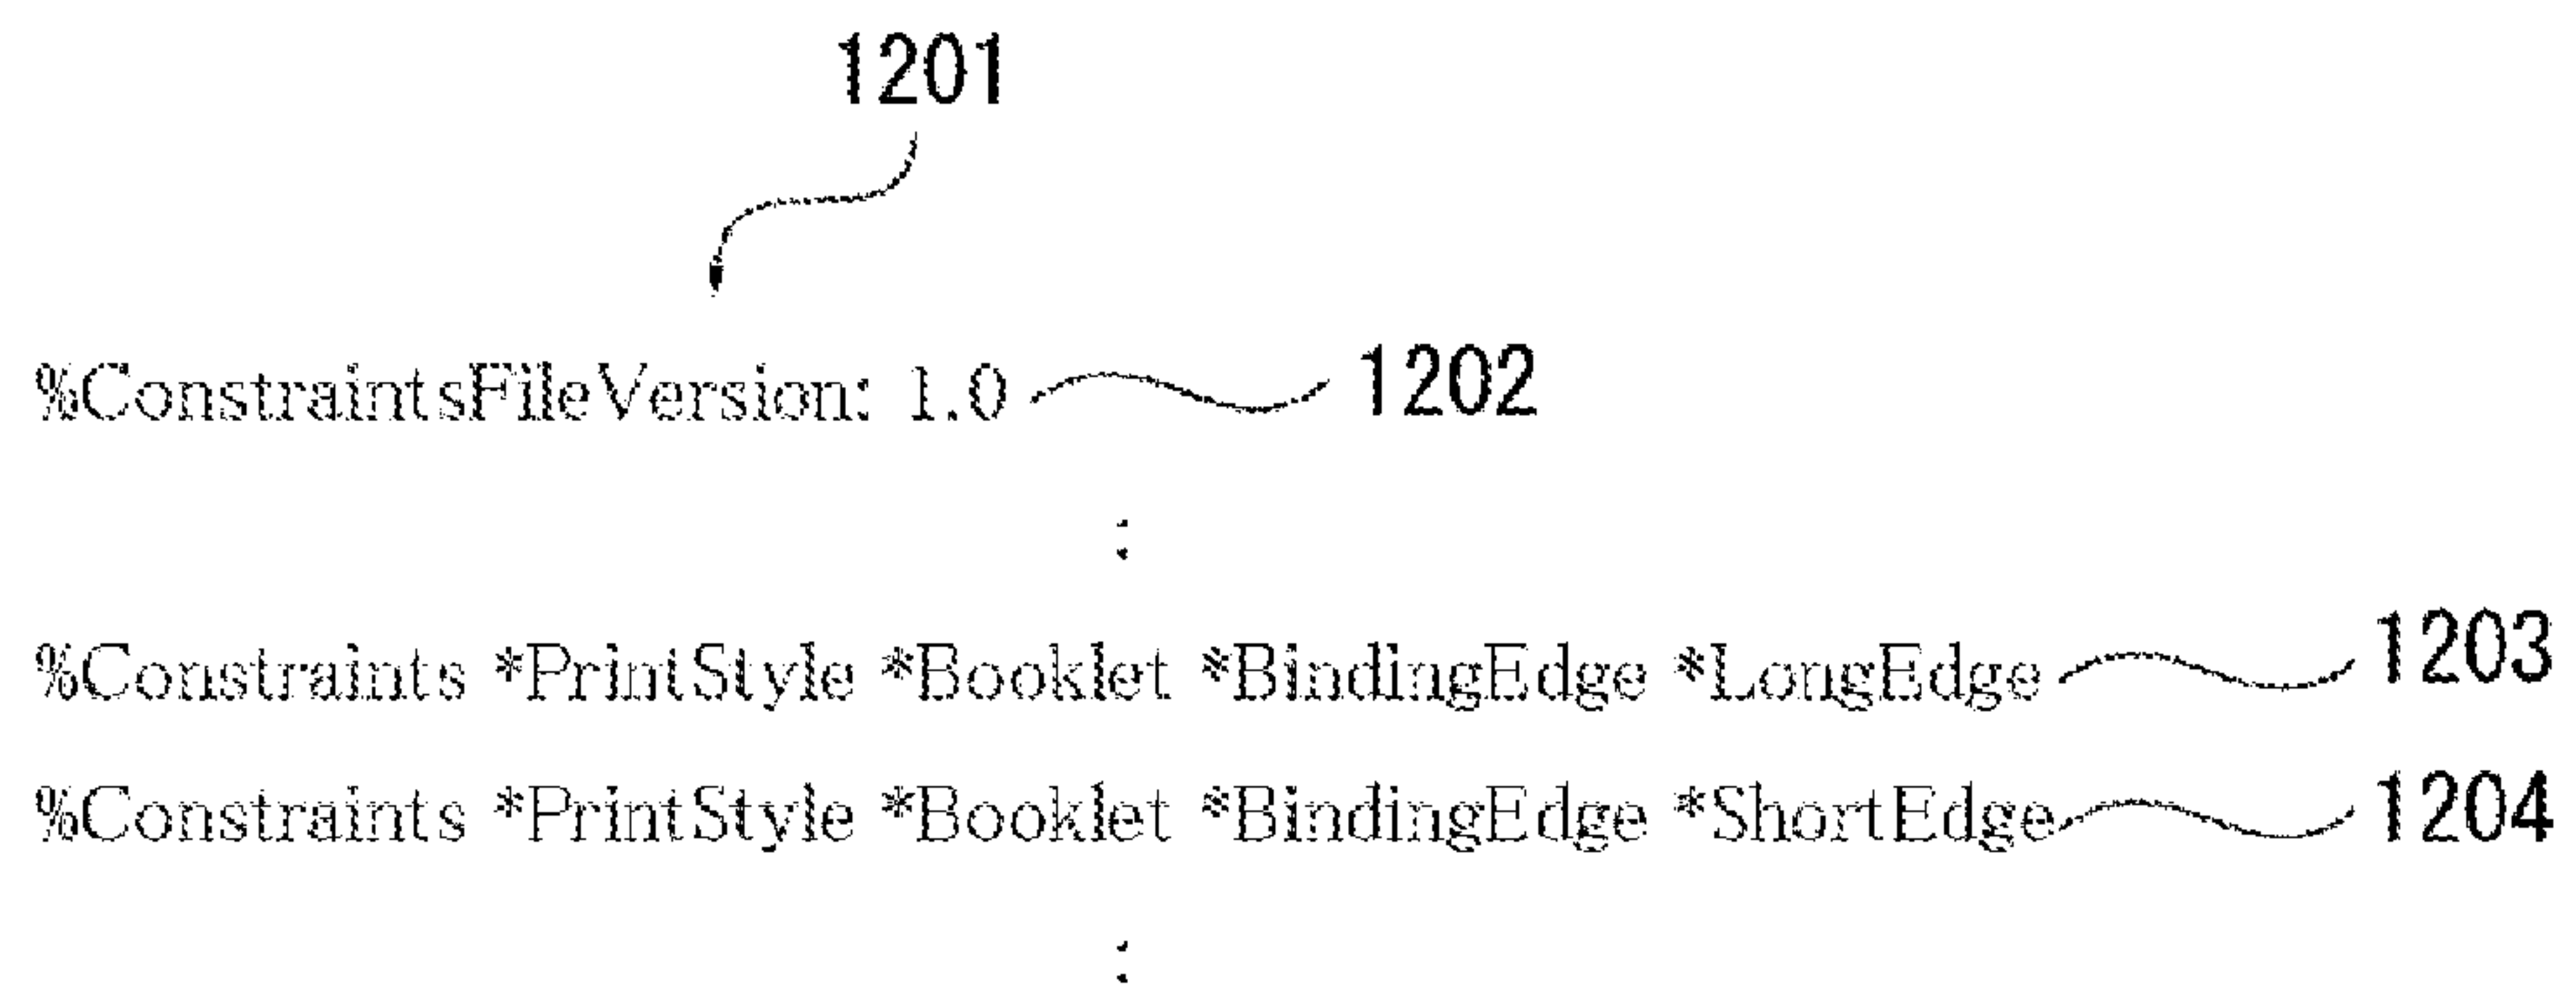 1201
%ConstraintsFileVersion: 1.0 1202
:
%Constraints *PrintStyle *Booklet *BindingEdge *LongEdge 1203
%Constraints *PrintStyle *Booklet *BindingEdge *ShortEdge 1204
: